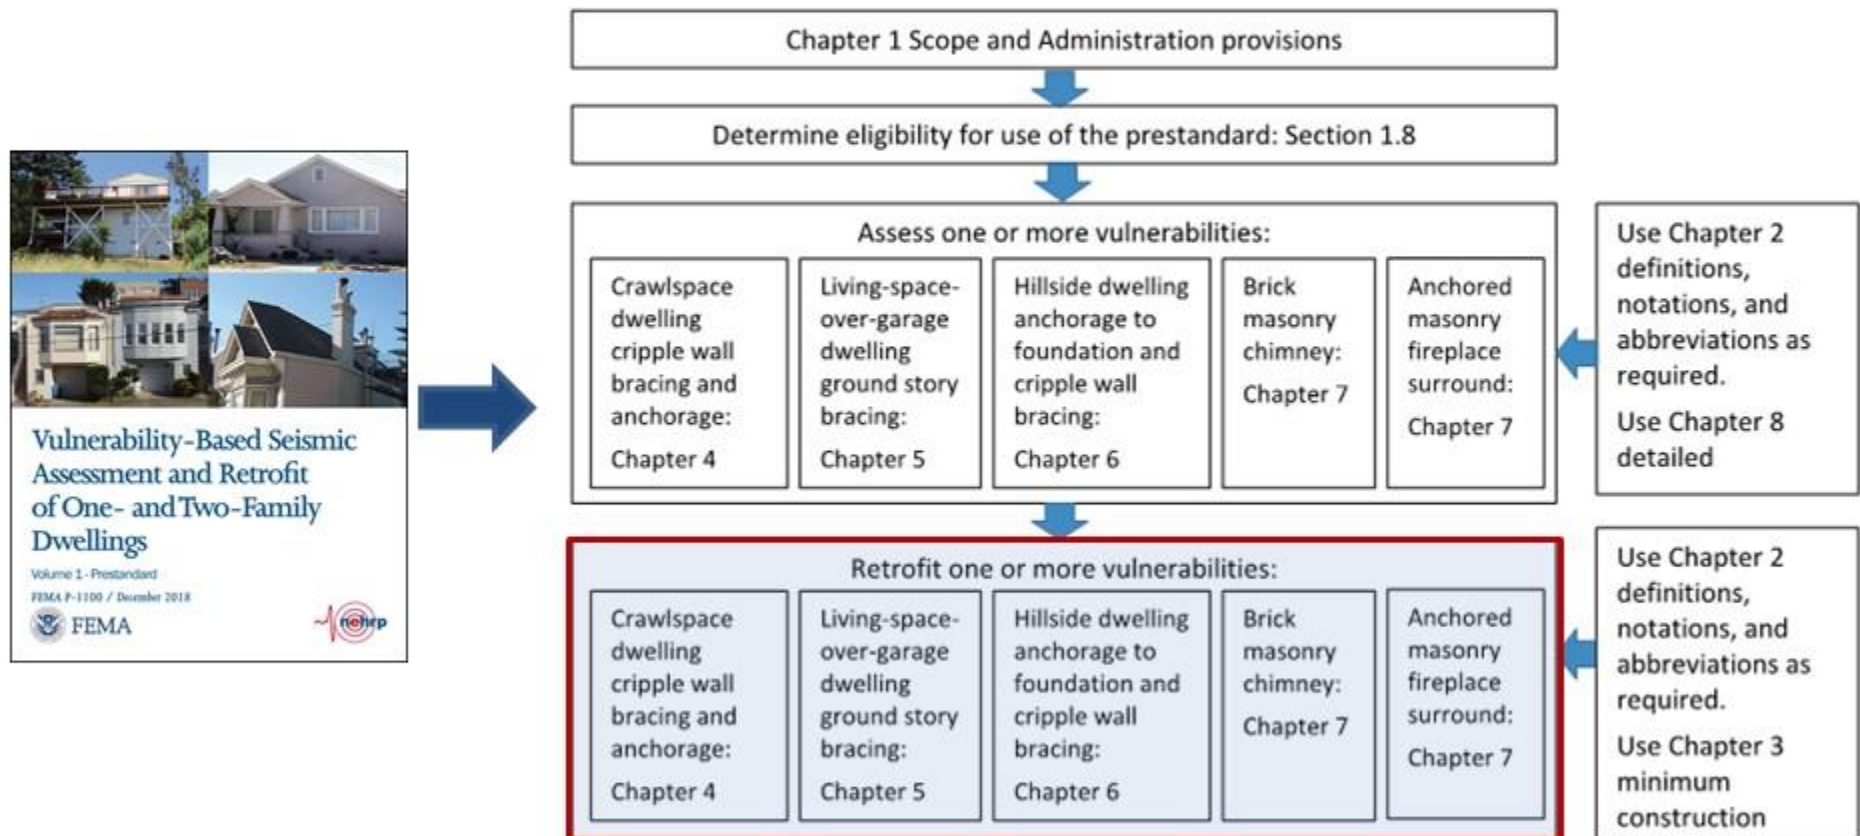 Vulnerability-Based Seismic
Assessment and Retrofit
of One- and Two-Family
Dwellings
Volume 1 - Prestandard
FEMA P-1100 / December 2018
FEMA
nehrp
Chapter 1 Scope and Administration provisions
Determine eligibility for use of the prestandard: Section 1.8
Assess one or more vulnerabilities:
Crawlspace
dwelling
cripple wall
bracing and
anchorage:
Chapter 4
Living-space-
over-garage
dwelling
ground story
bracing:
Chapter 5
Hillside dwelling
anchorage to
foundation and
cripple wall
bracing:
Chapter 6
Brick
masonry
chimney:
Chapter 7
Anchored
masonry
fireplace
surround:
Chapter 7
Use Chapter 2
definitions,
notations, and
abbreviations as
required.
Use Chapter 8
detailed
Retrofit one or more vulnerabilities:
Crawlspace
dwelling
cripple wall
bracing and
anchorage:
Chapter 4
Living-space-
over-garage
dwelling
ground story
bracing:
Chapter 5
Hillside dwelling
anchorage to
foundation and
cripple wall
bracing:
Chapter 6
Brick
masonry
chimney:
Chapter 7
Anchored
masonry
fireplace
surround:
Chapter 7
Use Chapter 2
definitions,
notations, and
abbreviations as
required.
Use Chapter 3
minimum
construction